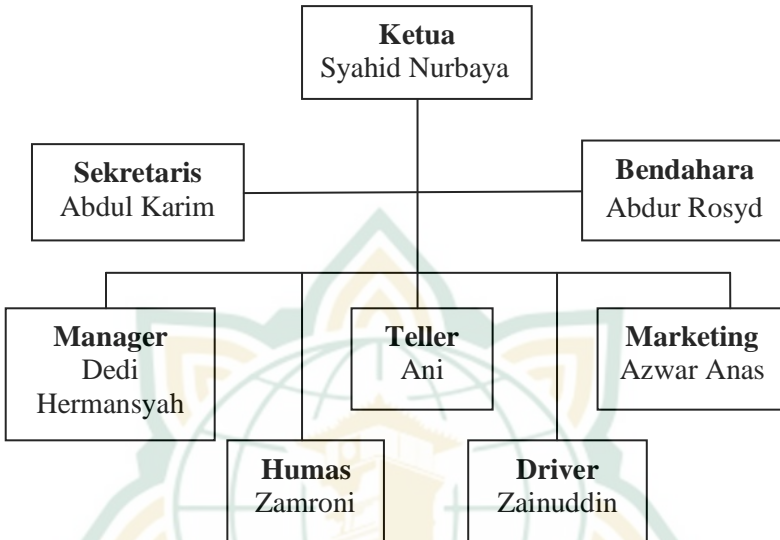 Ketua
Syahid Nurbaya
Sekretaris
Abdul Karim
Bendahara
Abdur Rosyd
Manager
Dedi
Hermansyah
Teller
Ani
Marketing
Azwar Anas
Humas
Zamroni
Driver
Zainuddin